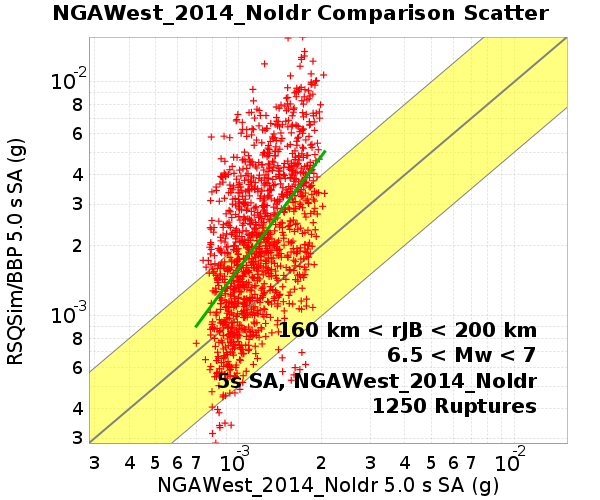 NGAWest_2014_NoIdr Comparison Scatter
RSQSim/BBP 5.0 s SA (g)
10-2
8
6
4
3
2
10-3
8
6
4
3
160 km < rJB < 200 km
6.5 < Mw < 7
5s SA, NGAWest_2014_NoIdr
1250 Ruptures
3 4 5 6 7 10-3 2 3 4 5 6 7 10-2
NGAWest_2014_NoIdr 5.0 s SA (g)